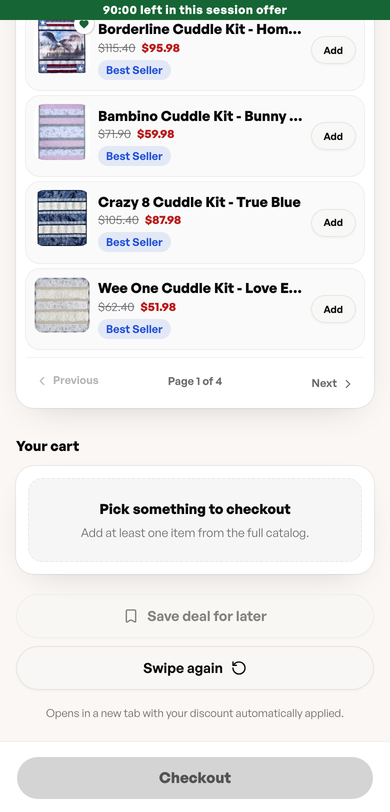 90:00 left in this session offer
Borderline Cuddle Kit - Hom...
$115.40 $95.98
Add
Best Seller
Bambino Cuddle Kit - Bunny ...
$71.90 $59.98
Add
Best Seller
Crazy 8 Cuddle Kit - True Blue
$105.40 $87.98
Add
Best Seller
Wee One Cuddle Kit - Love E...
$62.40 $51.98
Add
Best Seller
Previous
Page 1 of 4
Next
Your cart
Pick something to checkout
Add at least one item from the full catalog.
Save deal for later
Swipe again
Opens in a new tab with your discount automatically applied.
Checkout